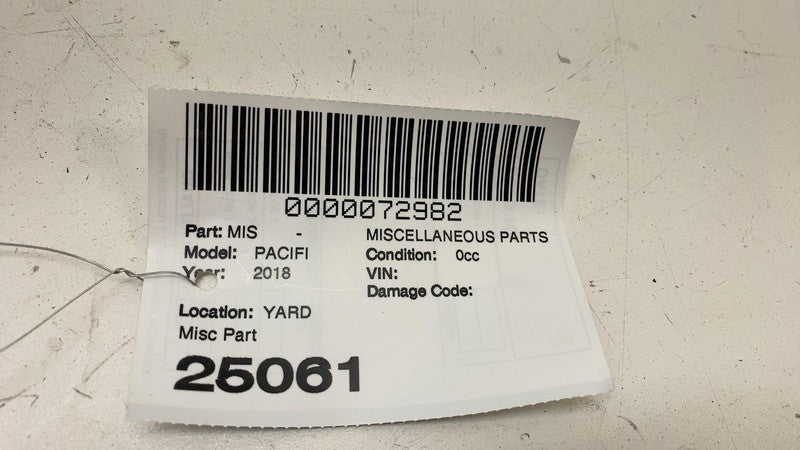 0000072982
Part: MIS - MISCELLANEOUS PARTS
Model: PACIFI Condition: 0cc
Year: 2018 VIN:
Damage Code:
Location: YARD
Misc Part
25061